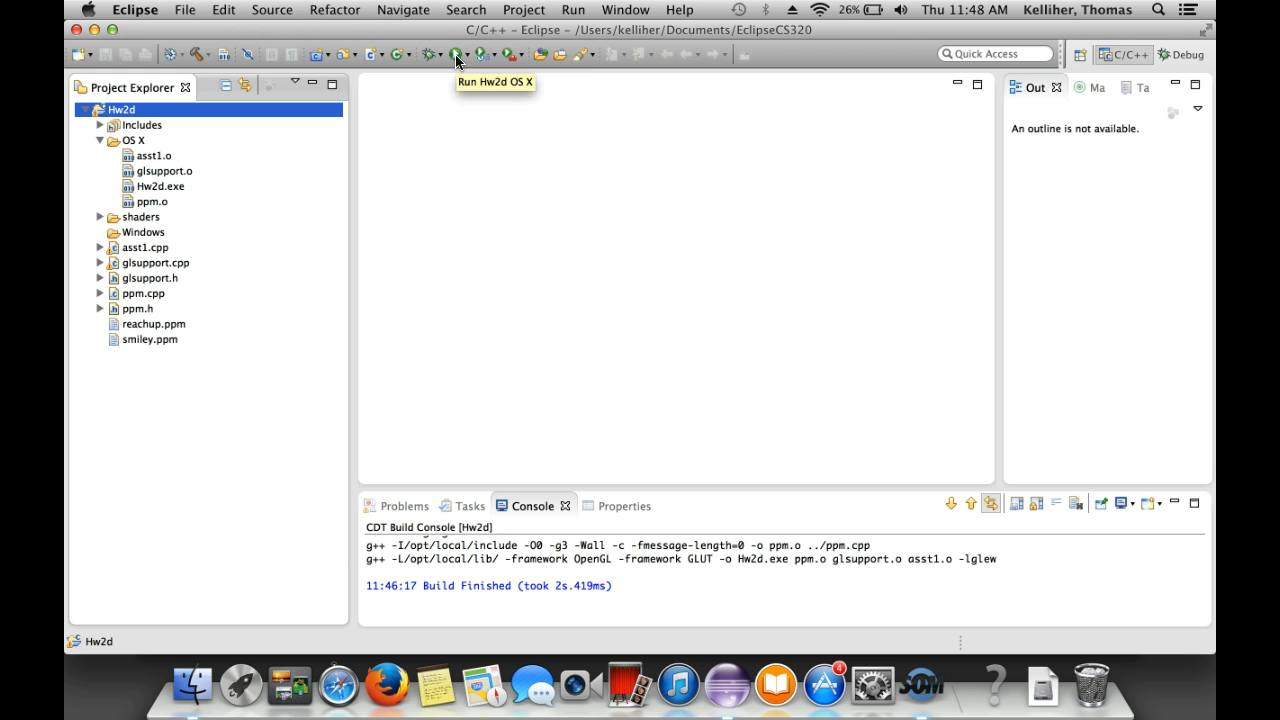 Eclipse File Edit Source Refactor Navigate Search Project Run Window Help 26% Thu 11:48 AM Kelliher, Thomas
C/C++ – Eclipse – /Users/kelliher/Documents/EclipseCS320
Quick Access C/C++ Debug
Run Hw2d OS X
Project Explorer
Out Ma Ta
Hw2d
Includes
OS X
asst1.o
glsupport.o
Hw2d.exe
ppm.o
shaders
Windows
asst1.cpp
glsupport.cpp
glsupport.h
ppm.cpp
ppm.h
reachup.ppm
smiley.ppm
An outline is not available.
Problems Tasks Console Properties
CDT Build Console [Hw2d]
g++ -I/opt/local/include -O0 -g3 -Wall -c -fmessage-length=0 -o ppm.o ../ppm.cpp
g++ -L/opt/local/lib/ -framework OpenGL -framework GLUT -o Hw2d.exe ppm.o glsupport.o asst1.o -lglew
11:46:17 Build Finished (took 2s.419ms)
Hw2d
4
SOM